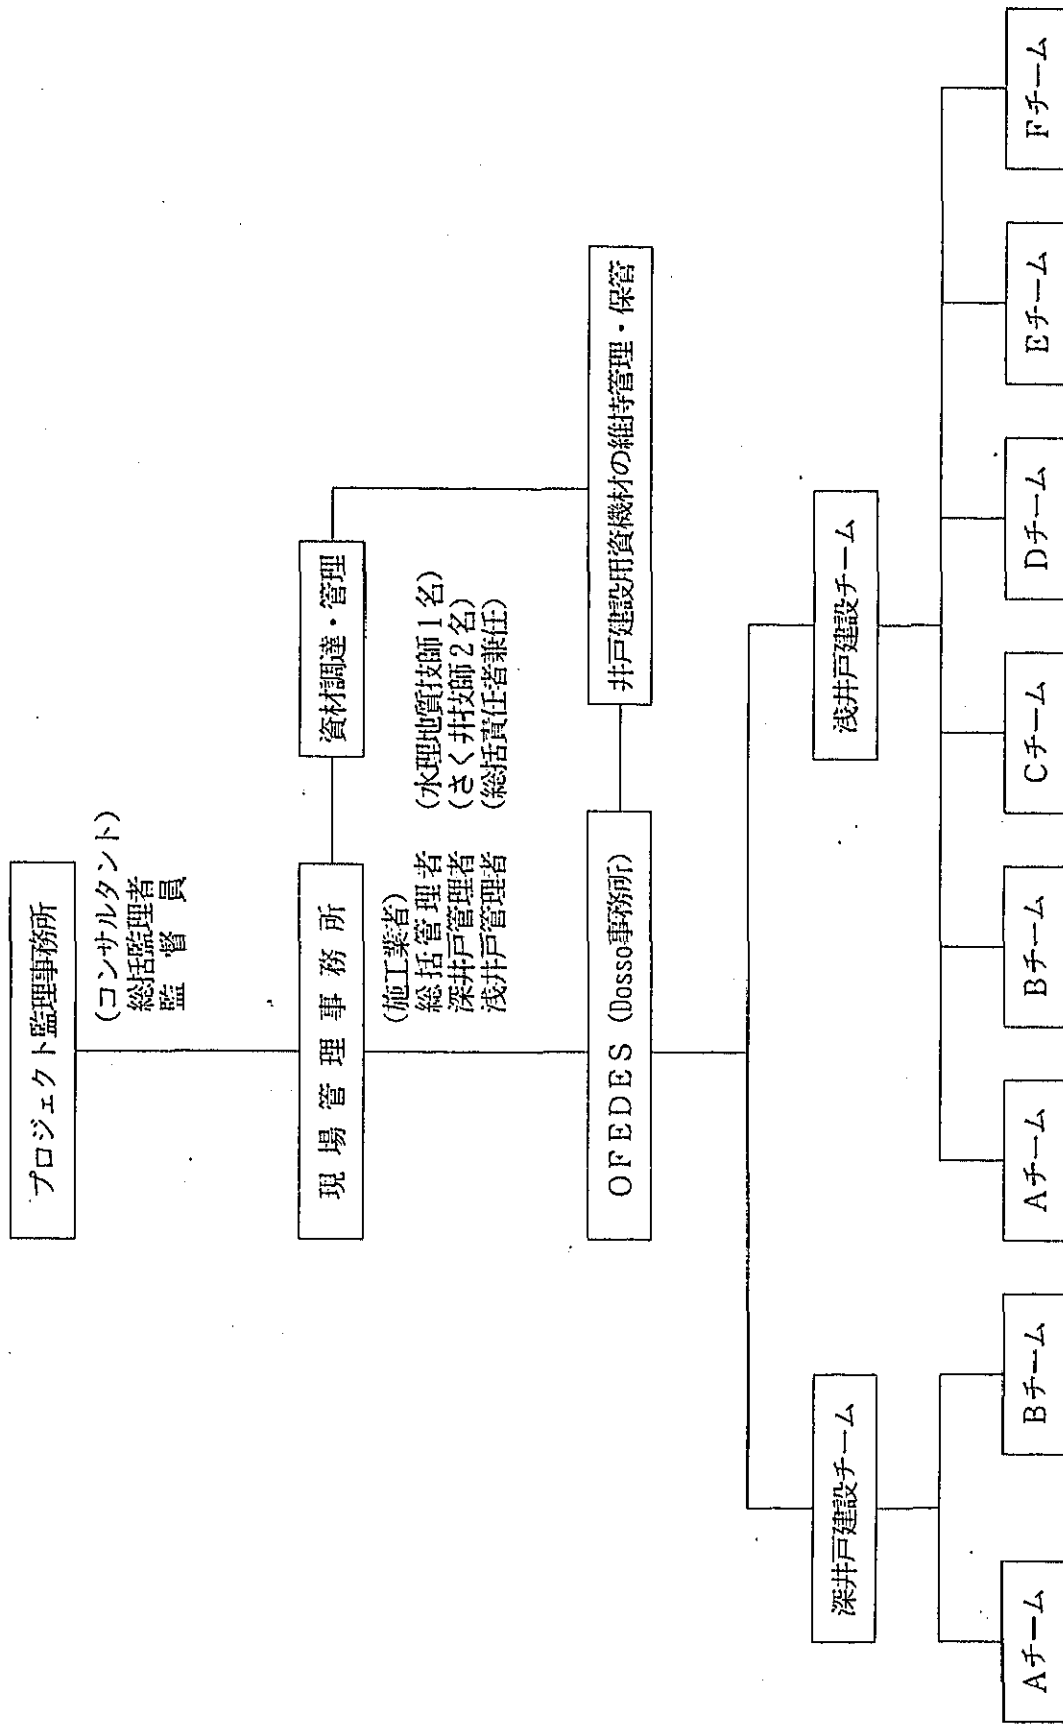 プロジェクト監理事務所
(コンサルタント)
総括監理者
監督員
現場管理事務所
資材調達・管理
(施工業者)
総括管理者 (水理地質技師1名)
深井戸管理者 (さく井技師2名)
浅井戸管理者 (総括責任者兼任)
OFEDES (Dosso事務所)
井戸建設用資機材の維持管理・保管
深井戸建設チーム
浅井戸建設チーム
Aチーム
Bチーム
Aチーム
Bチーム
Cチーム
Dチーム
Eチーム
Fチーム